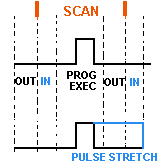 SCAN
OUT IN PROG EXEC OUT IN
PULSE STRETCH